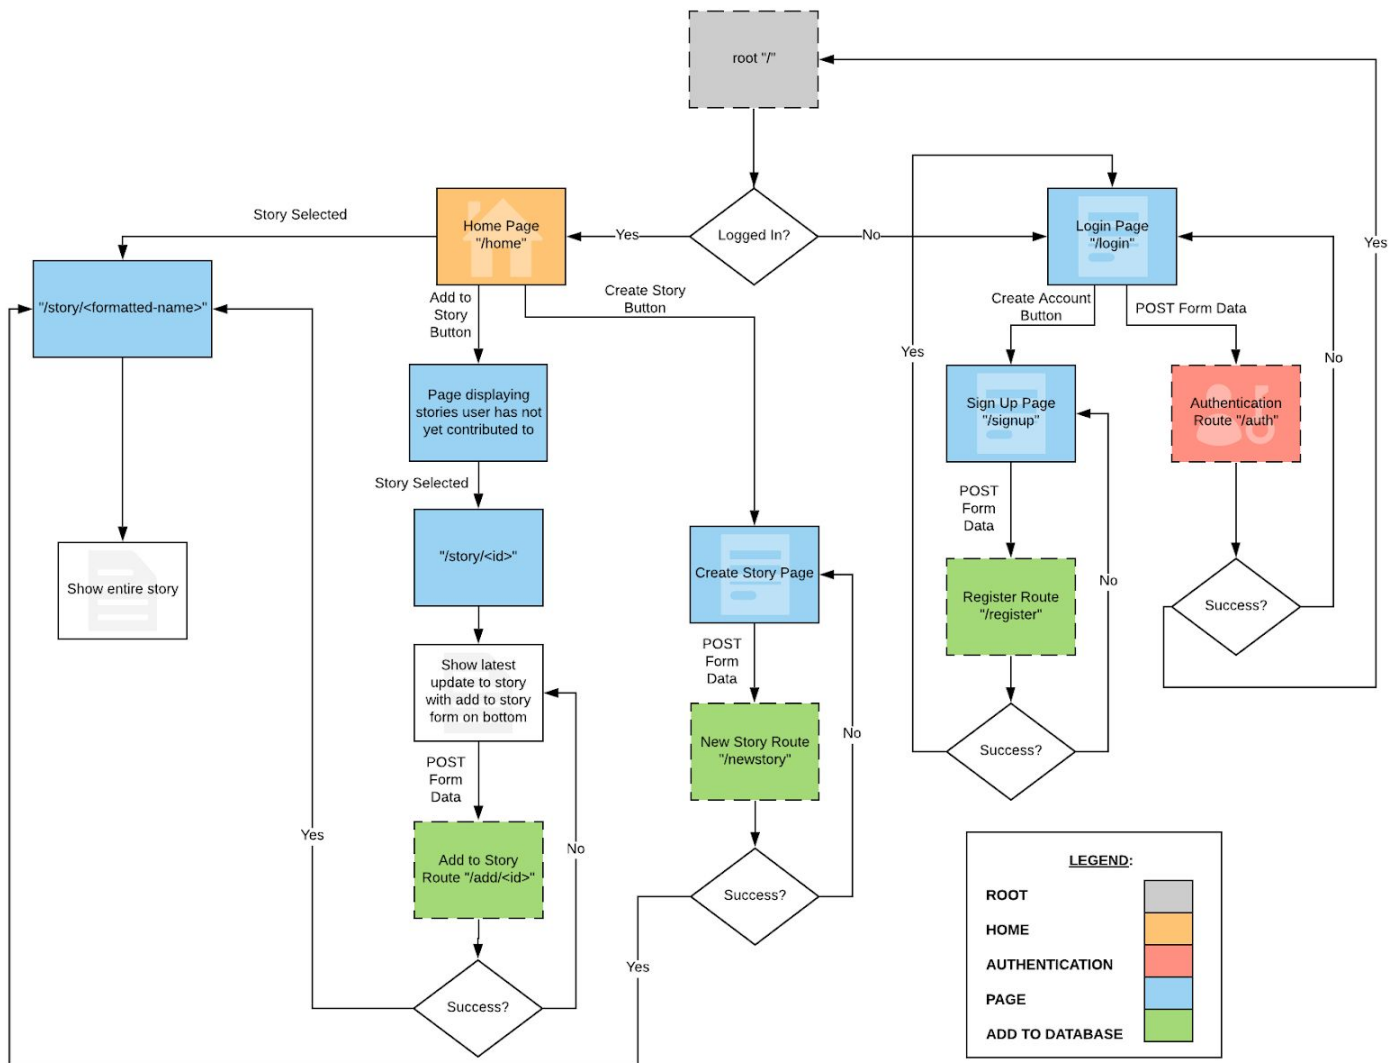 root "/"
Logged In?
Yes
No
Home Page
"/home"
Story Selected
Login Page
"/login"
Yes
"/story/<formatted-name>"
Add to
Story
Button
Create Story
Button
Create Account
Button
POST Form Data
Yes
No
Page displaying
stories user has not
yet contributed to
Sign Up Page
"/signup"
Authentication
Route "/auth"
Story Selected
POST
Form
Data
"/story/<id>"
Create Story Page
Show entire story
Register Route
"/register"
No
Success?
Show latest
update to story
with add to story
form on bottom
POST
Form
Data
New Story Route
"/newstory"
No
Success?
POST
Form
Data
Yes
No
Add to Story
Route "/add/<id>"
Success?
Yes
Success?
LEGEND:
ROOT
HOME
AUTHENTICATION
PAGE
ADD TO DATABASE